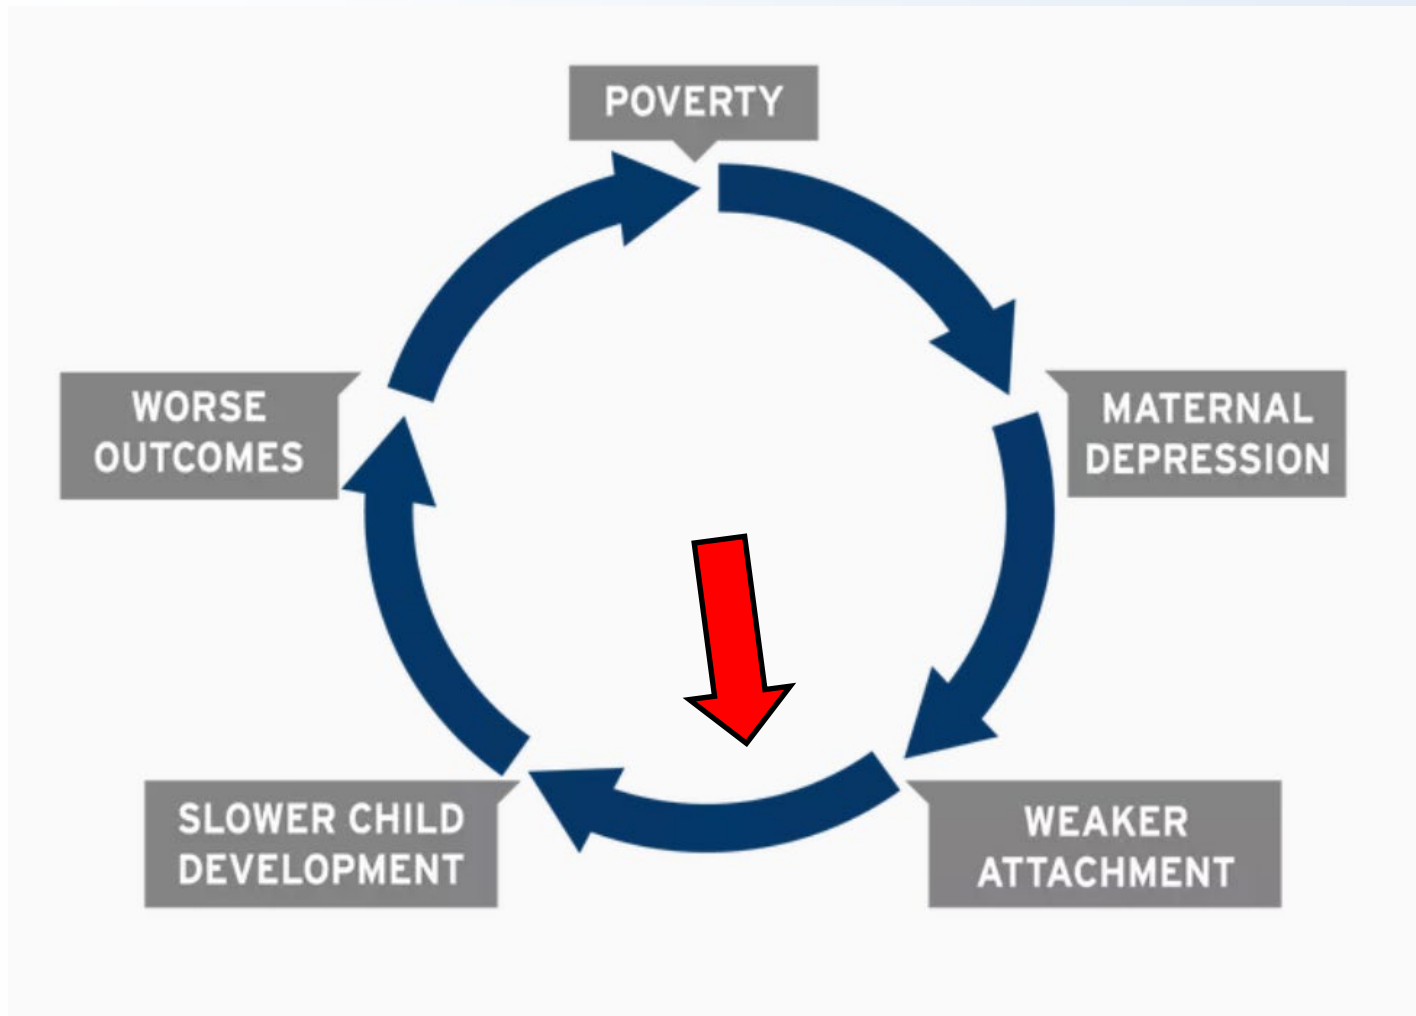 POVERTY
MATERNAL
DEPRESSION
WEAKER
ATTACHMENT
SLOWER CHILD
DEVELOPMENT
WORSE
OUTCOMES